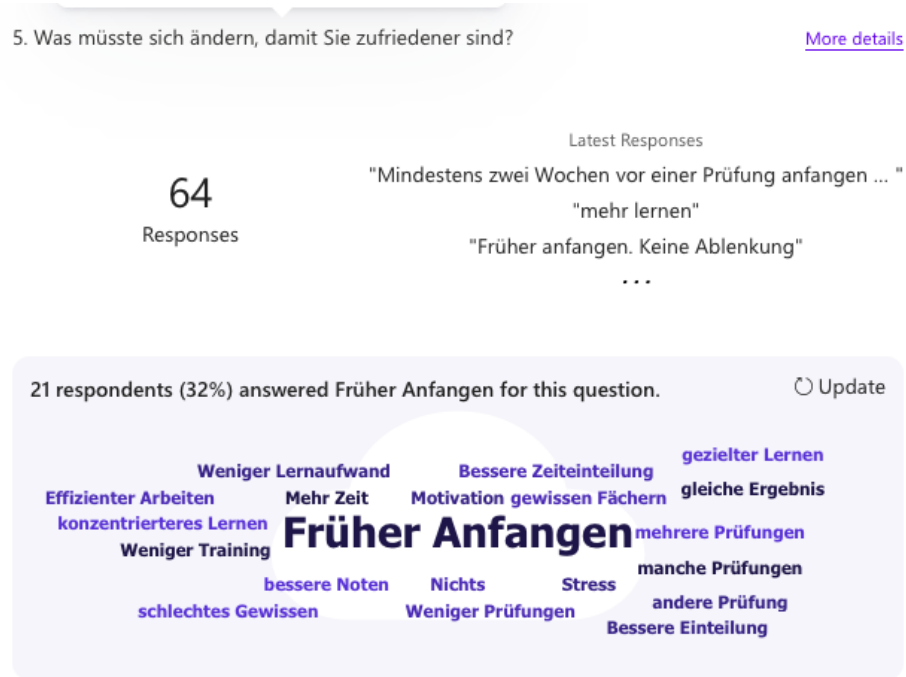 5. Was müsste sich ändern, damit Sie zufriedener sind?
More details
64
Responses
Latest Responses
"Mindestens zwei Wochen vor einer Prüfung anfangen ... "
"mehr lernen"
"Früher anfangen. Keine Ablenkung"
...
21 respondents (32%) answered Früher Anfangen for this question.
Update
gezielter Lernen
Weniger Lernaufwand
Bessere Zeiteinteilung
gleiche Ergebnis
Effizienter Arbeiten
Mehr Zeit
Motivation
gewissen Fächern
konzentrierteres Lernen
Früher Anfangen
mehrere Prüfungen
Weniger Training
manche Prüfungen
bessere Noten
Nichts
Stress
andere Prüfung
schlechtes Gewissen
Weniger Prüfungen
Bessere Einteilung